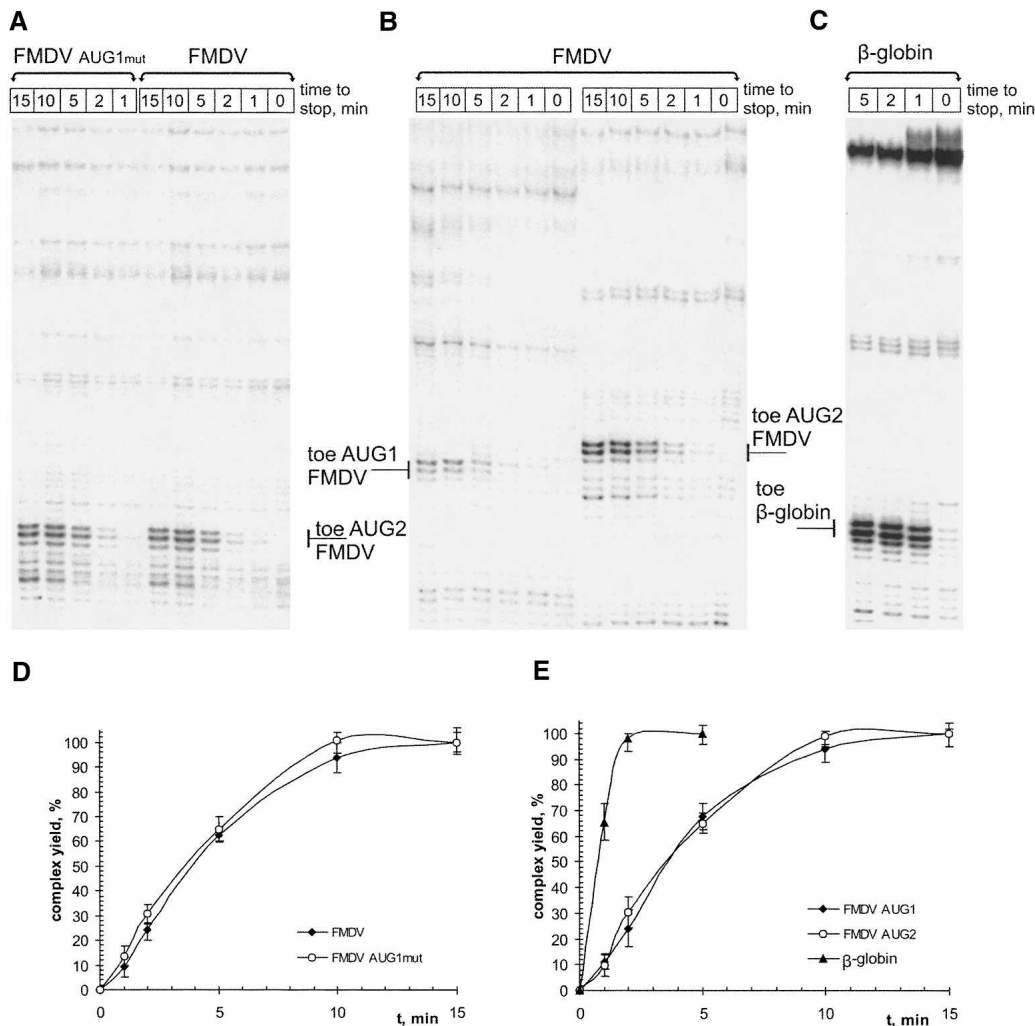 A
FMDV AUG1mut FMDV
15 10 5 2 1 15 10 5 2 1 0 time to stop, min
toe AUG2
FMDV
B
FMDV
15 10 5 2 1 0 15 10 5 2 1 0 time to stop, min
toe AUG1
FMDV
toe AUG2
FMDV
C
β-globin
5 2 1 0 time to stop, min
toe
β-globin
D
complex yield, %
100
90
80
70
60
50
40
30
20
10
0
0 5 10 15
t, min
FMDV
FMDV AUG1mut
E
complex yield, %
100
90
80
70
60
50
40
30
20
10
0
0 5 10 15
t, min
FMDV AUG1
FMDV AUG2
β-globin